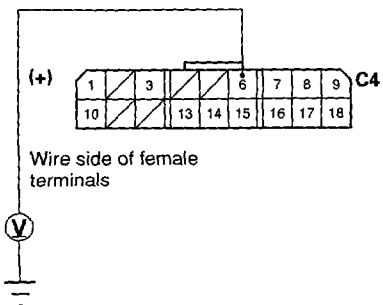 (+)
1 3 6 7 8 9 C4
10 13 14 15 16 17 18
Wire side of female
terminals
V